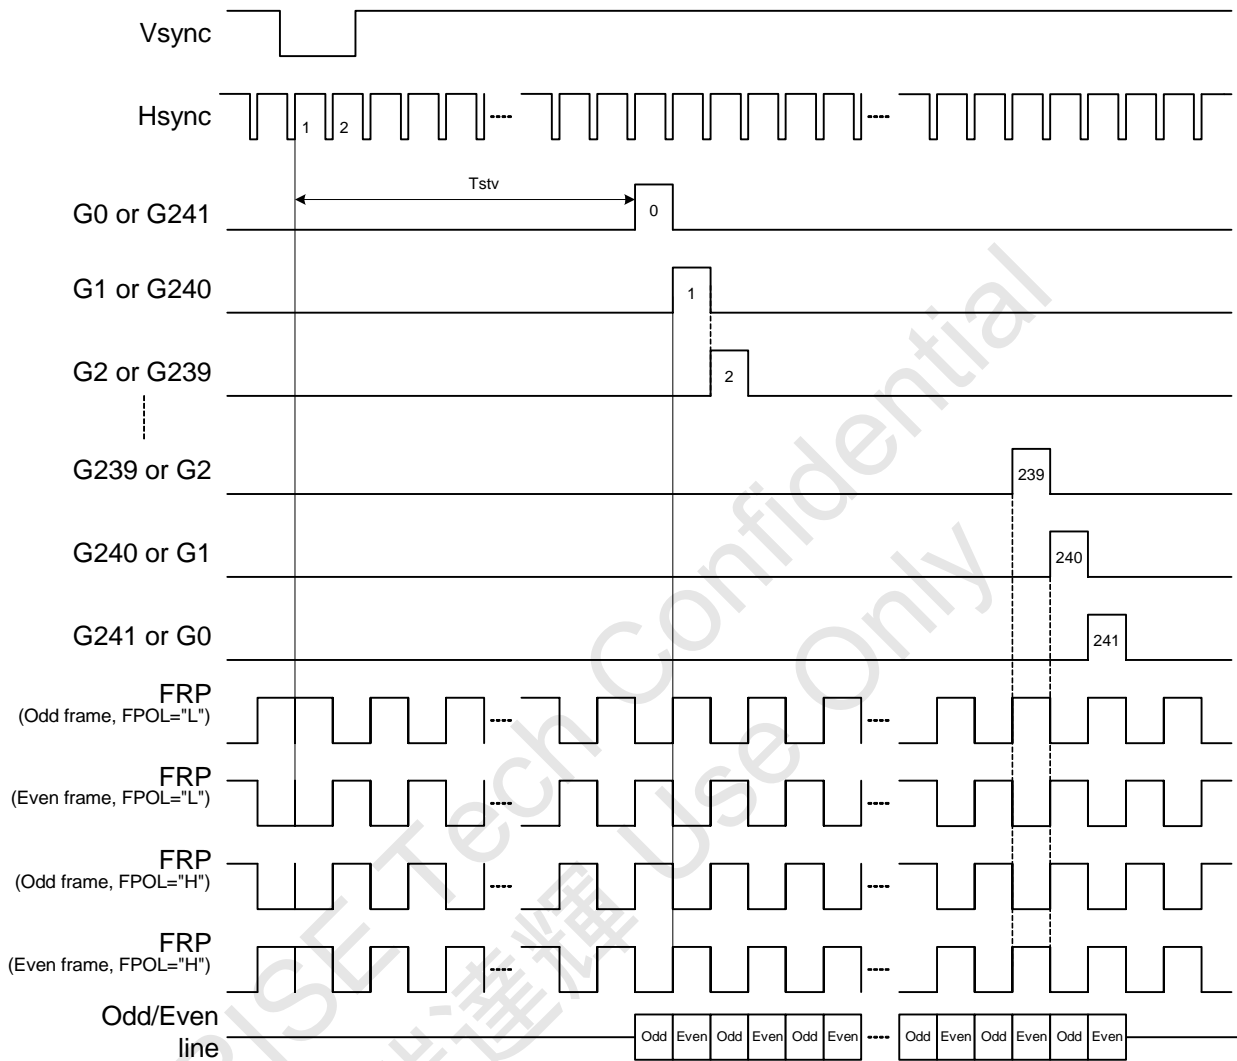 Vsync
Hsync
1 2
Tstv
G0 or G241
0
G1 or G240
1
G2 or G239
2
G239 or G2
239
G240 or G1
240
G241 or G0
241
FRP
(Odd frame, FPOL="L")
FRP
(Even frame, FPOL="L")
FRP
(Odd frame, FPOL="H")
FRP
(Even frame, FPOL="H")
Odd/Even
line
Odd Even Odd Even Odd Even Odd Even Odd Even Odd Even
RISE Tech Confidential
達輝 Use Only